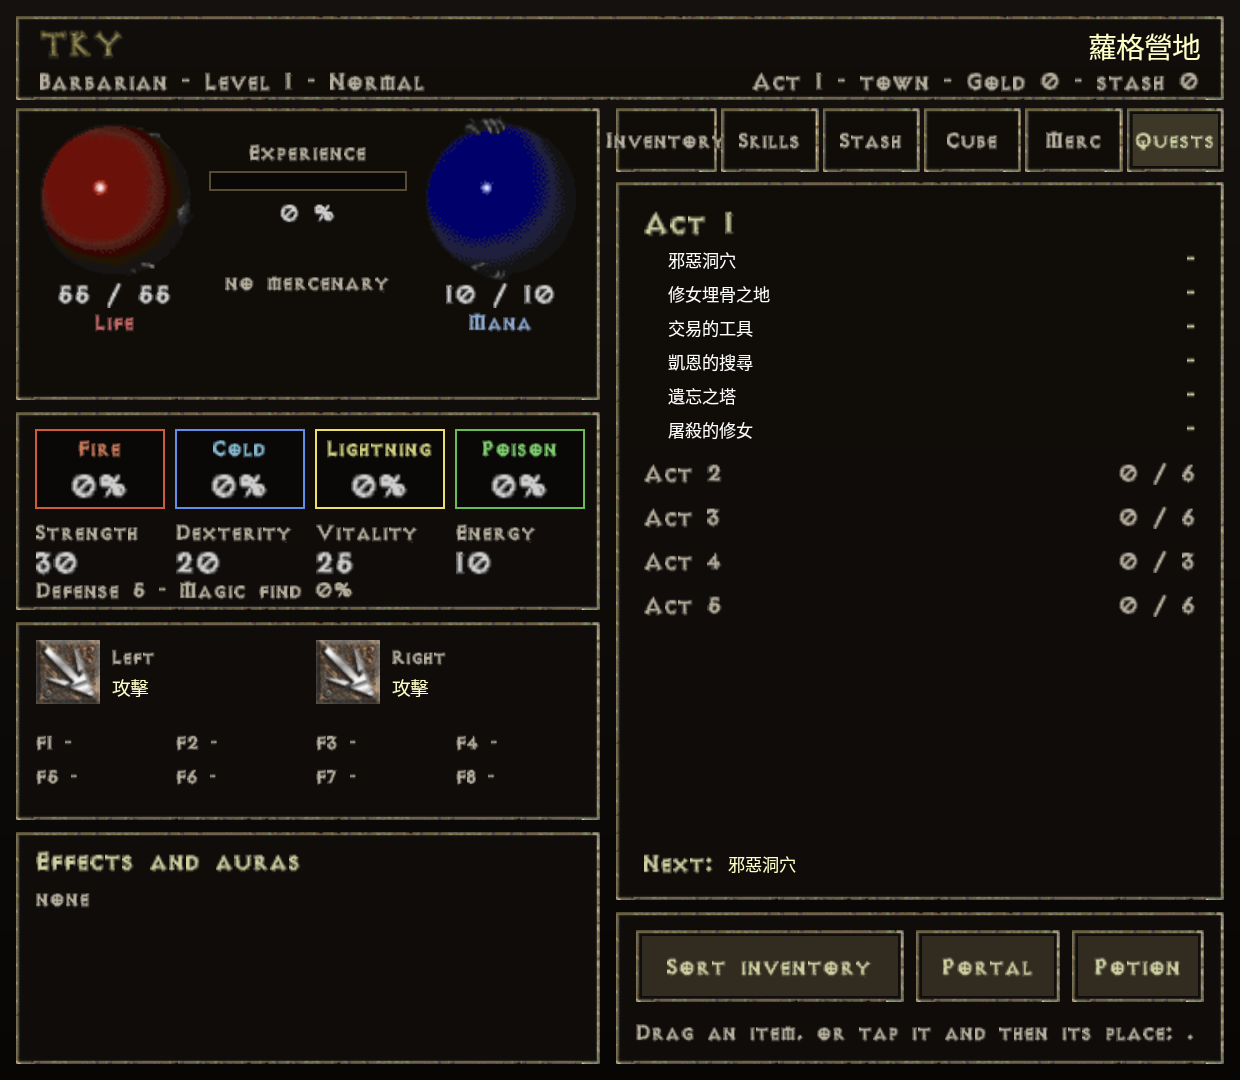 TKY
蘿格營地
Barbarian - Level 1 - Normal
Act 1 - town - Gold 0 - stash 0
Experience
0 %
no mercenary
55 / 55
Life
10 / 10
Mana
Fire
0%
Cold
0%
Lightning
0%
Poison
0%
Strength
30
Dexterity
20
Vitality
25
Energy
10
Defense 5 - Magic find 0%
Left
攻擊
Right
攻擊
F1 -
F2 -
F3 -
F4 -
F5 -
F6 -
F7 -
F8 -
Effects and auras
none
Inventory
Skills
Stash
Cube
Merc
Quests
Act 1
邪惡洞穴 -
修女埋骨之地 -
交易的工具 -
凱恩的搜尋 -
遺忘之塔 -
屠殺的修女 -
Act 2 0 / 6
Act 3 0 / 6
Act 4 0 / 3
Act 5 0 / 6
Next: 邪惡洞穴
Sort inventory
Portal
Potion
Drag an item, or tap it and then its place: .